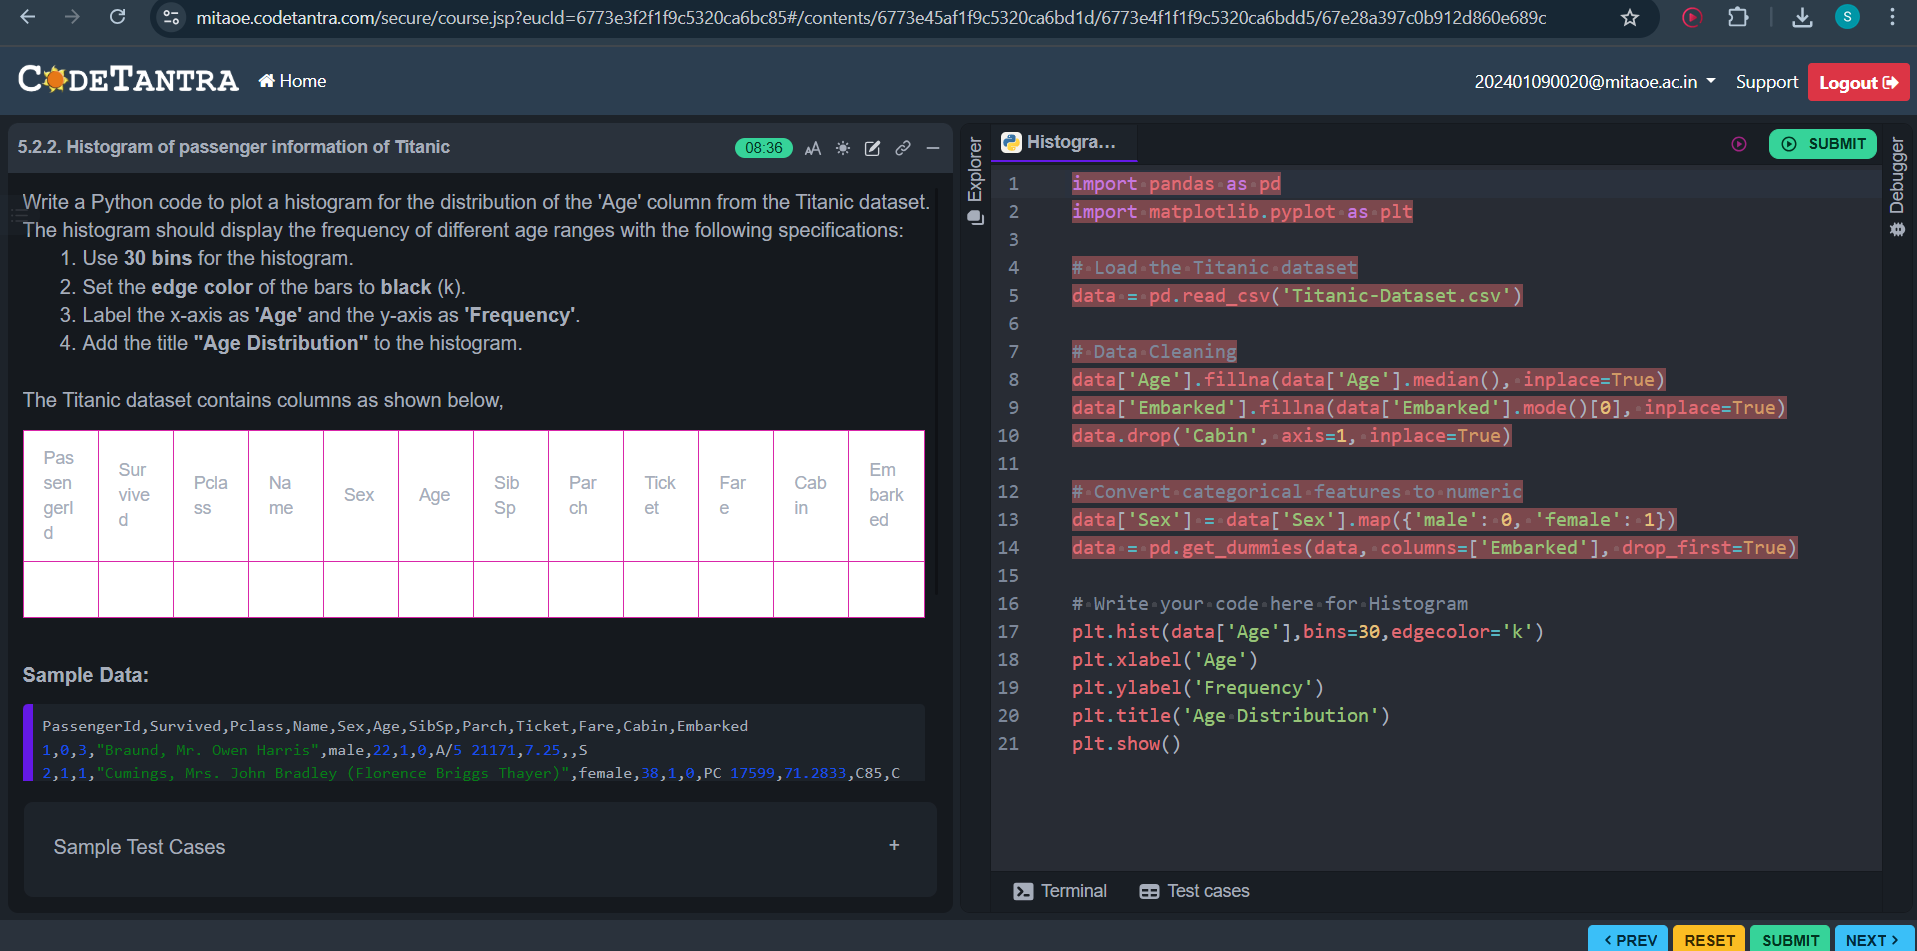 mitaoe.codetantra.com/secure/course.jsp?eucId=6773e3f2f1f9c5320ca6bc85#/contents/6773e45af1f9c5320ca6bd1d/6773e4f1f1f9c5320ca6bdd5/67e28a397c0b912d860e689c
S
CODETANTRA
Home
202401090020@mitaoe.ac.in
Support
Logout
5.2.2. Histogram of passenger information of Titanic
08:36
AA
Write a Python code to plot a histogram for the distribution of the 'Age' column from the Titanic dataset.
The histogram should display the frequency of different age ranges with the following specifications:
1. Use 30 bins for the histogram.
2. Set the edge color of the bars to black (k).
3. Label the x-axis as 'Age' and the y-axis as 'Frequency'.
4. Add the title "Age Distribution" to the histogram.
The Titanic dataset contains columns as shown below,
Pas
sen
gerI
d
Sur
vive
d
Pcla
ss
Na
me
Sex
Age
Sib
Sp
Par
ch
Tick
et
Far
e
Cab
in
Em
bark
ed
Sample Data:
PassengerId,Survived,Pclass,Name,Sex,Age,SibSp,Parch,Ticket,Fare,Cabin,Embarked
1,0,3,"Braund, Mr. Owen Harris",male,22,1,0,A/5 21171,7.25,,S
2,1,1,"Cumings, Mrs. John Bradley (Florence Briggs Thayer)",female,38,1,0,PC 17599,71.2833,C85,C
Sample Test Cases
+
Explorer
Histogra...
SUBMIT
Debugger
1 import pandas as pd
2 import matplotlib.pyplot as plt
3
4 # Load the Titanic dataset
5 data = pd.read_csv('Titanic-Dataset.csv')
6
7 # Data Cleaning
8 data['Age'].fillna(data['Age'].median(), inplace=True)
9 data['Embarked'].fillna(data['Embarked'].mode()[0], inplace=True)
10 data.drop('Cabin', axis=1, inplace=True)
11
12 # Convert categorical features to numeric
13 data['Sex'] = data['Sex'].map({'male': 0, 'female': 1})
14 data = pd.get_dummies(data, columns=['Embarked'], drop_first=True)
15
16 # Write your code here for Histogram
17 plt.hist(data['Age'],bins=30,edgecolor='k')
18 plt.xlabel('Age')
19 plt.ylabel('Frequency')
20 plt.title('Age Distribution')
21 plt.show()
Terminal
Test cases
< PREV
RESET
SUBMIT
NEXT >